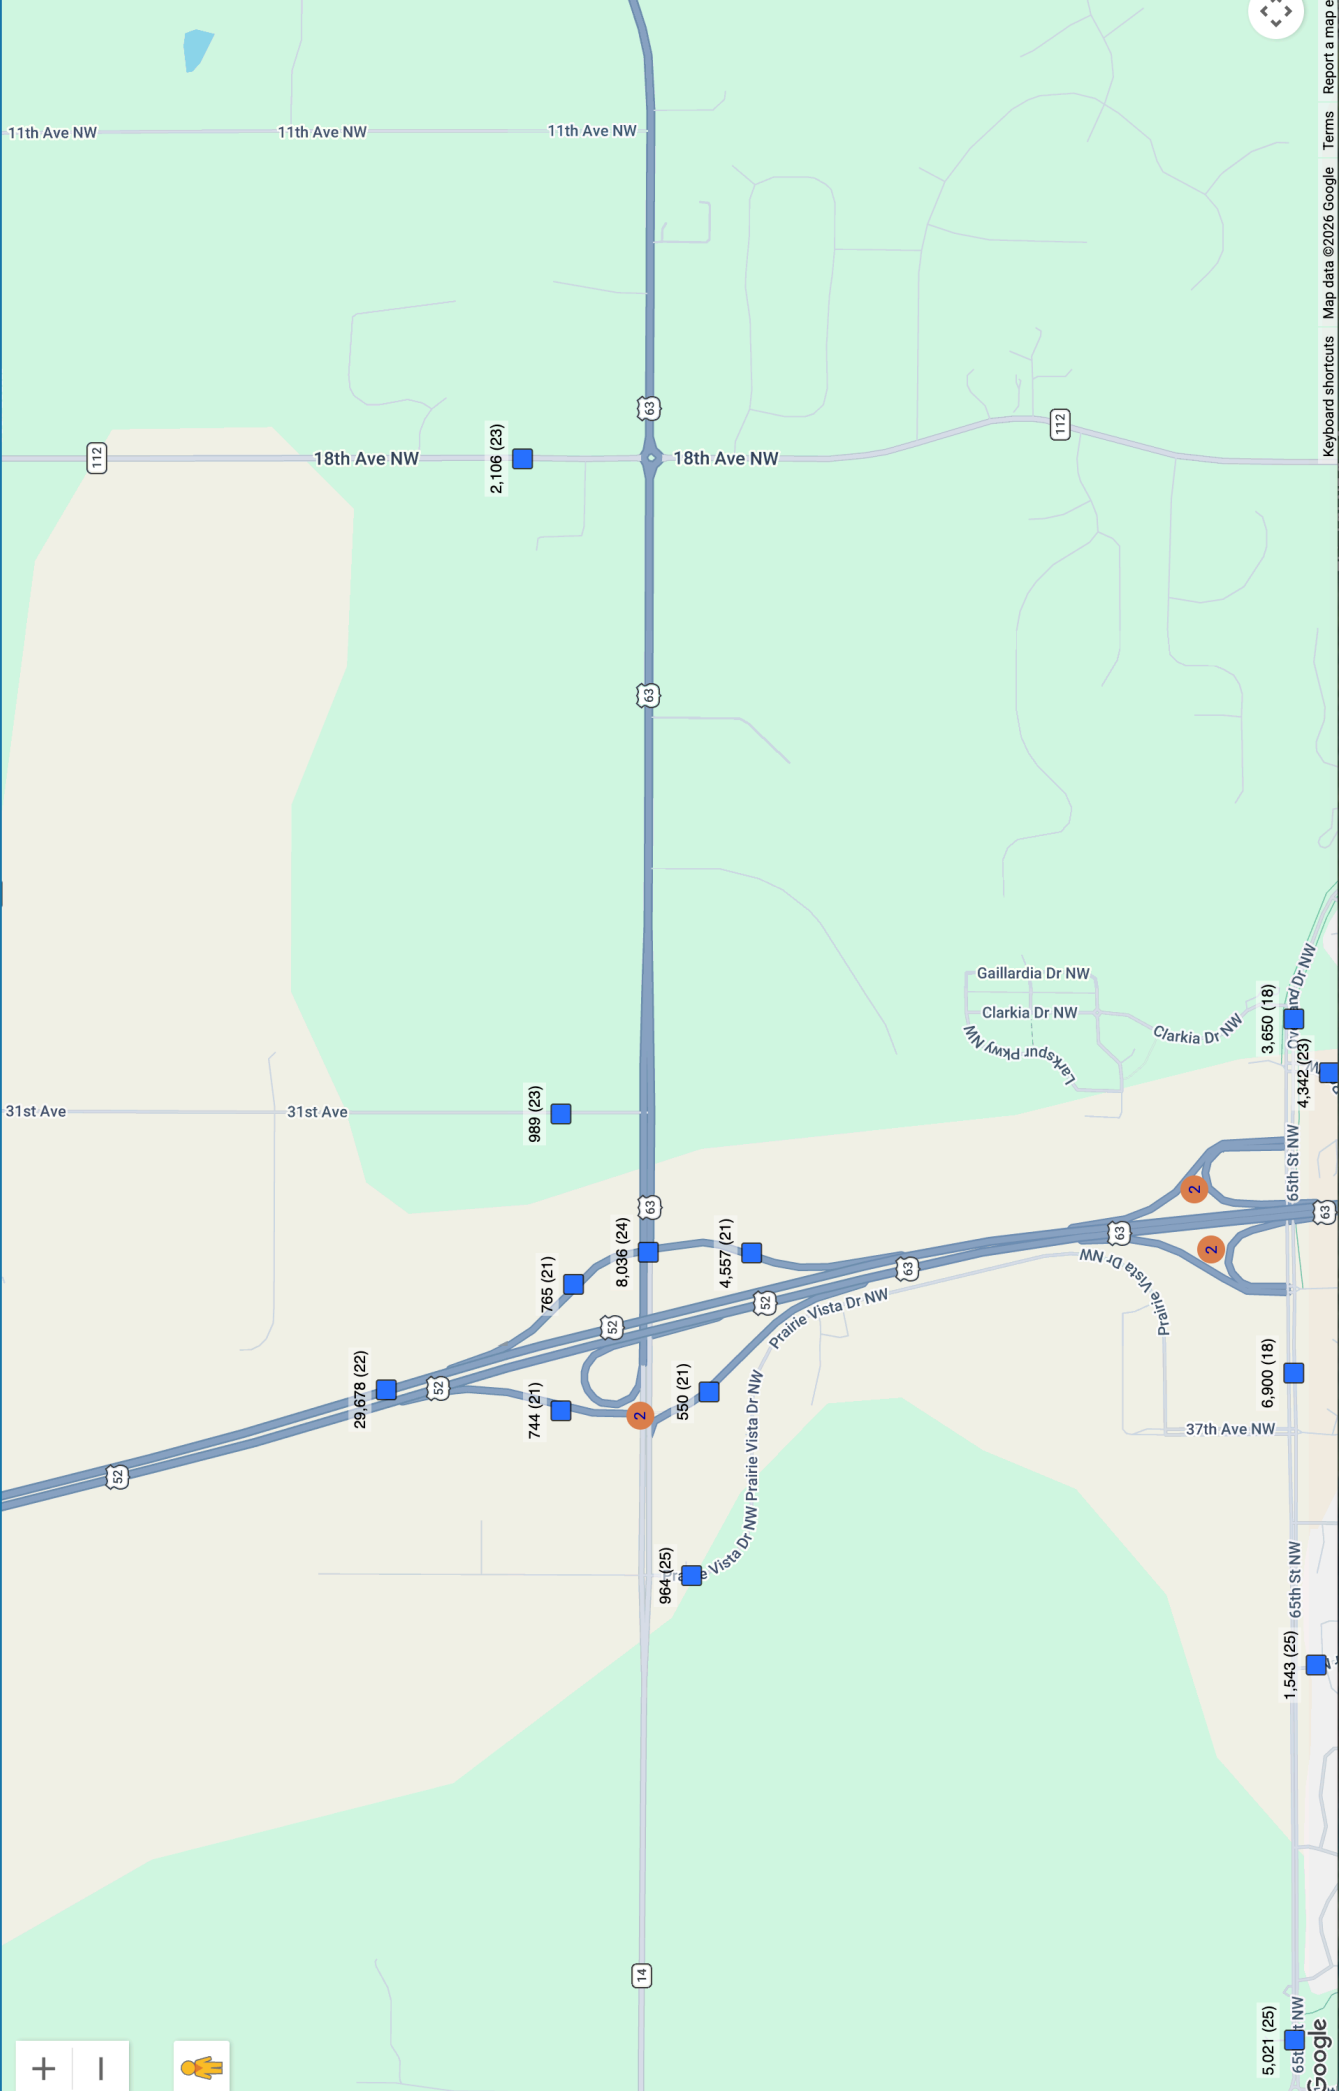 11th Ave NW
11th Ave NW
11th Ave NW
63
112
18th Ave NW
2,106 (23)
18th Ave NW
112
63
Gaillardia Dr NW
Clarkia Dr NW
Larkspur Pkwy NW
Clarkia Dr NW
3,650 (18)
4,342 (23)
31st Ave
31st Ave
989 (23)
65th St NW
2
63
63
8,036 (24)
4,557 (21)
765 (21)
63
63
2
52
52
Prairie Vista Dr NW
Prairie Vista Dr NW
29,678 (22)
52
744 (21)
2
550 (21)
6,900 (18)
37th Ave NW
52
Prairie Vista Dr NW
Vista Dr NW
964 (25)
65th St NW
1,543 (25)
14
5,021 (25)
Google
Keyboard shortcuts
Map data ©2026 Google
Terms
Report a map e